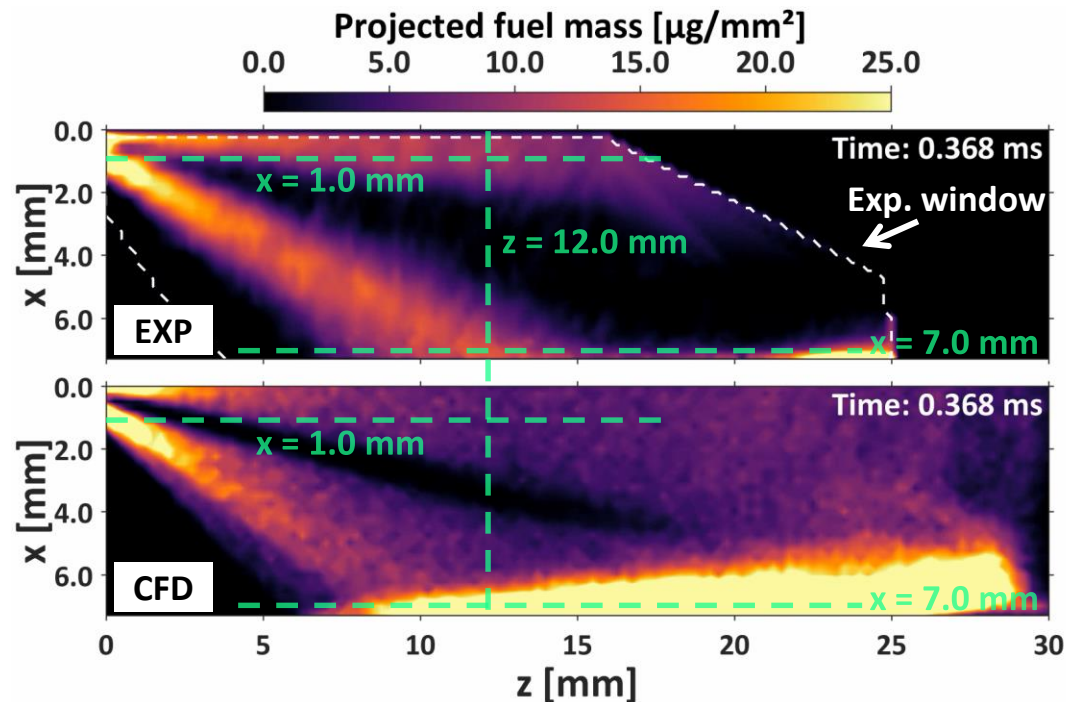 Projected fuel mass [µg/mm²]
0.0 5.0 10.0 15.0 20.0 25.0
0.0
2.0
4.0
6.0
x [mm]
Time: 0.368 ms
Exp. window
x = 1.0 mm
z = 12.0 mm
EXP
x = 7.0 mm
0.0
2.0
4.0
6.0
x [mm]
Time: 0.368 ms
x = 1.0 mm
CFD
x = 7.0 mm
0 5 10 15 20 25 30
z [mm]